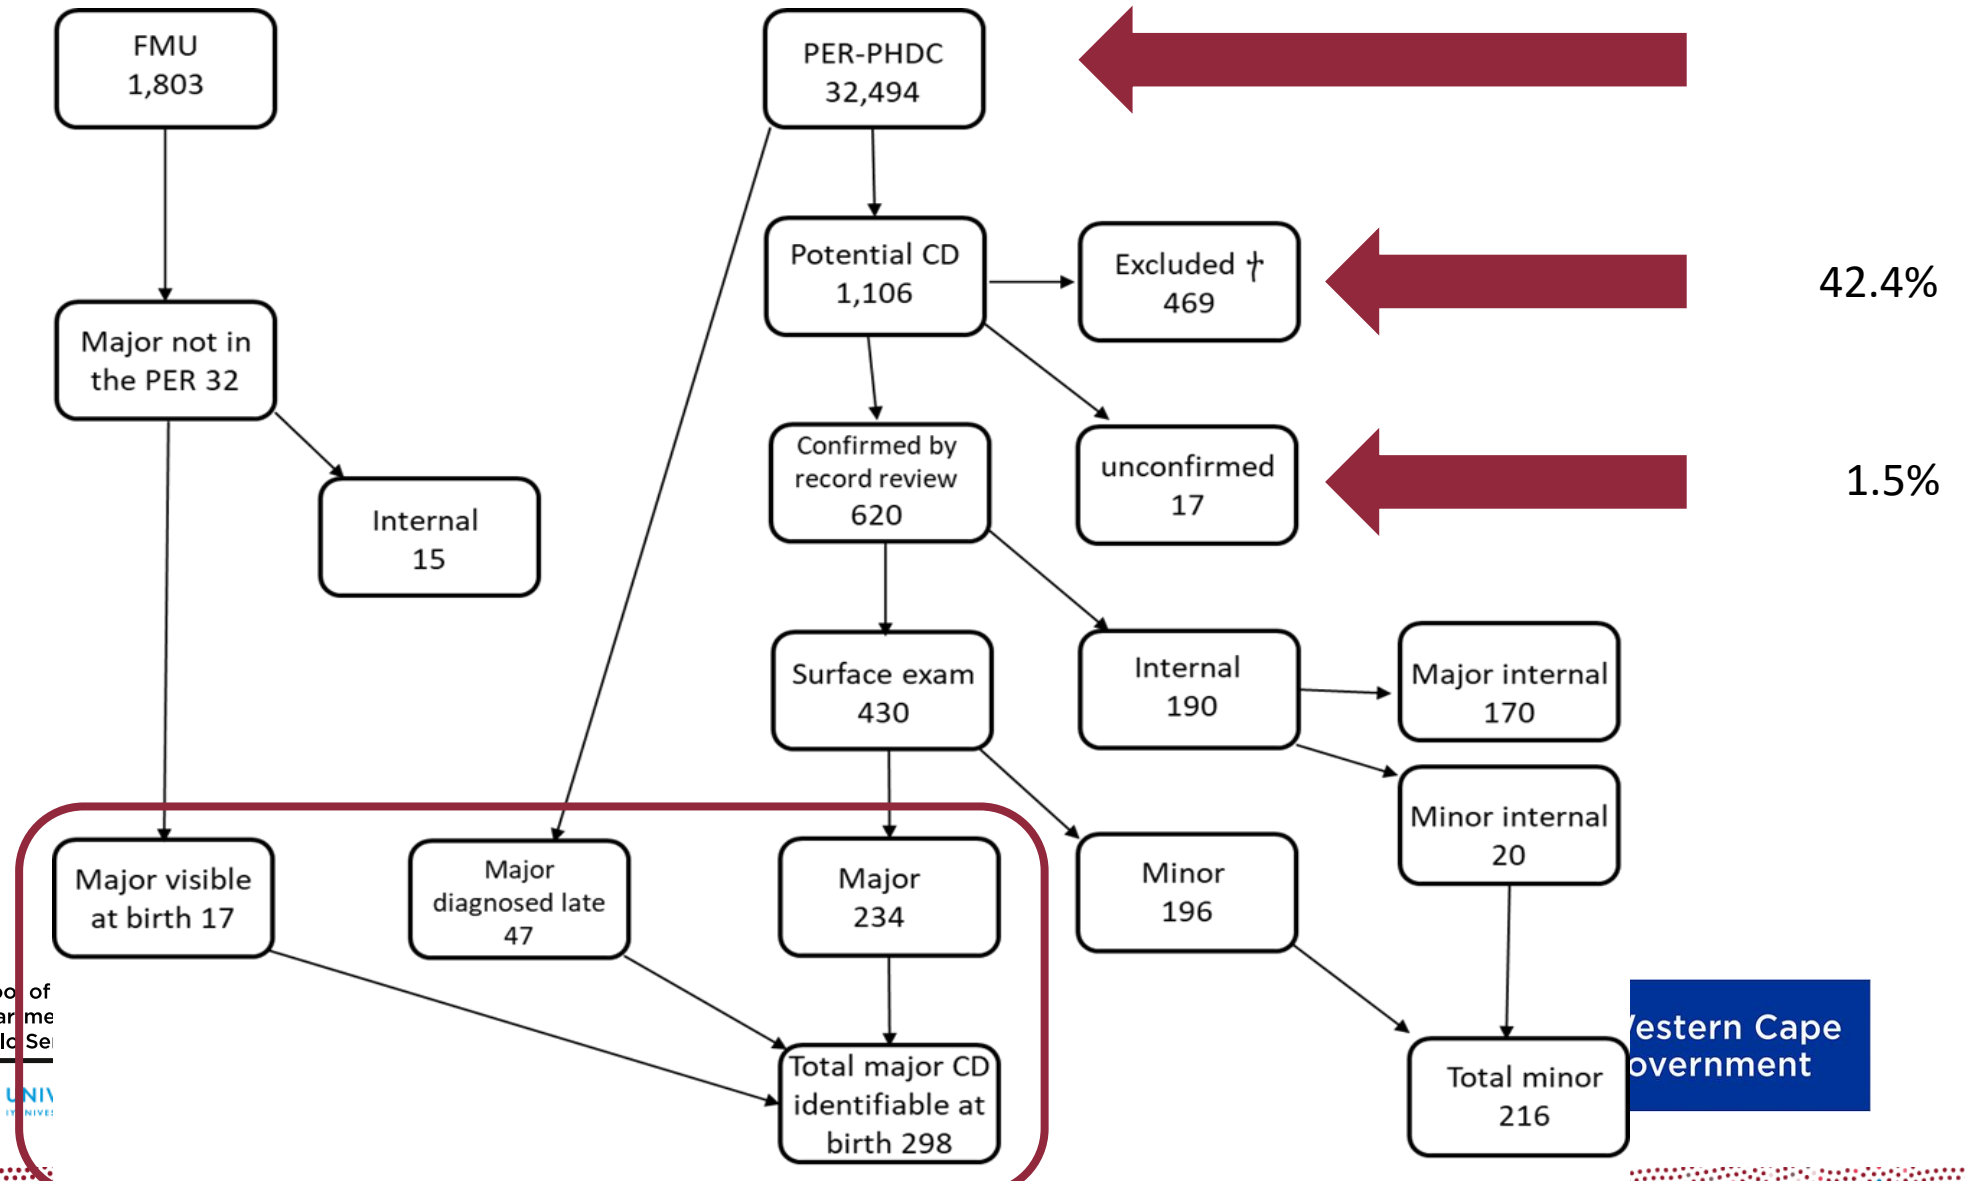 FMU
1,803
PER-PHDC
32,494
Potential CD
1,106
Excluded †
469
42.4%
Major not in
the PER 32
Confirmed by
record review
620
unconfirmed
17
1.5%
Internal
15
Surface exam
430
Internal
190
Major internal
170
Minor internal
20
Major visible
at birth 17
Major
diagnosed late
47
Major
234
Minor
196
Total major CD
identifiable at
birth 298
Total minor
216
of
UNIV
estern Cape
overnment